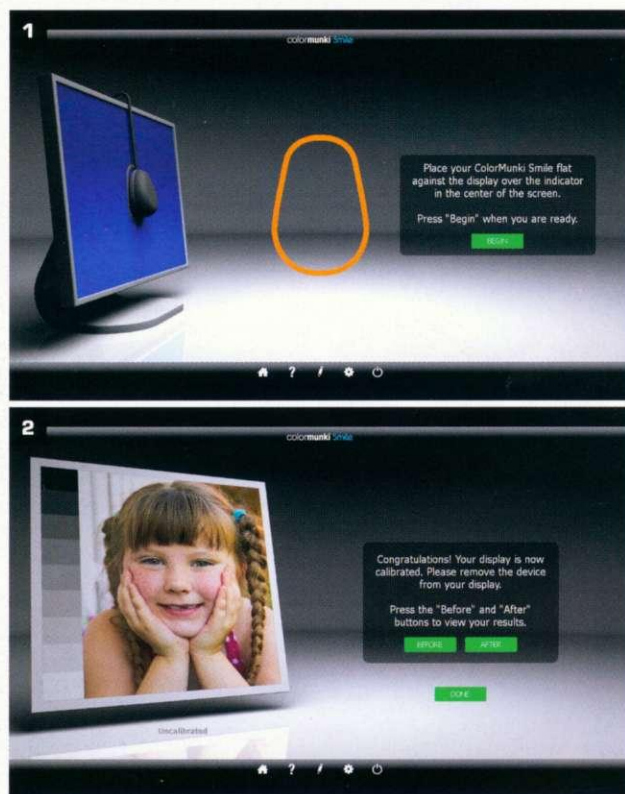 1
colormunki Smile
Place your ColorMunki Smile flat
against the display over the indicator
in the center of the screen.
Press "Begin" when you are ready.
BEGIN
?
2
colormunki Smile
Congratulations! Your display is now
calibrated. Please remove the device
from your display.
Press the "Before" and "After"
buttons to view your results.
BEFORE AFTER
DONE
Uncalibrated
?